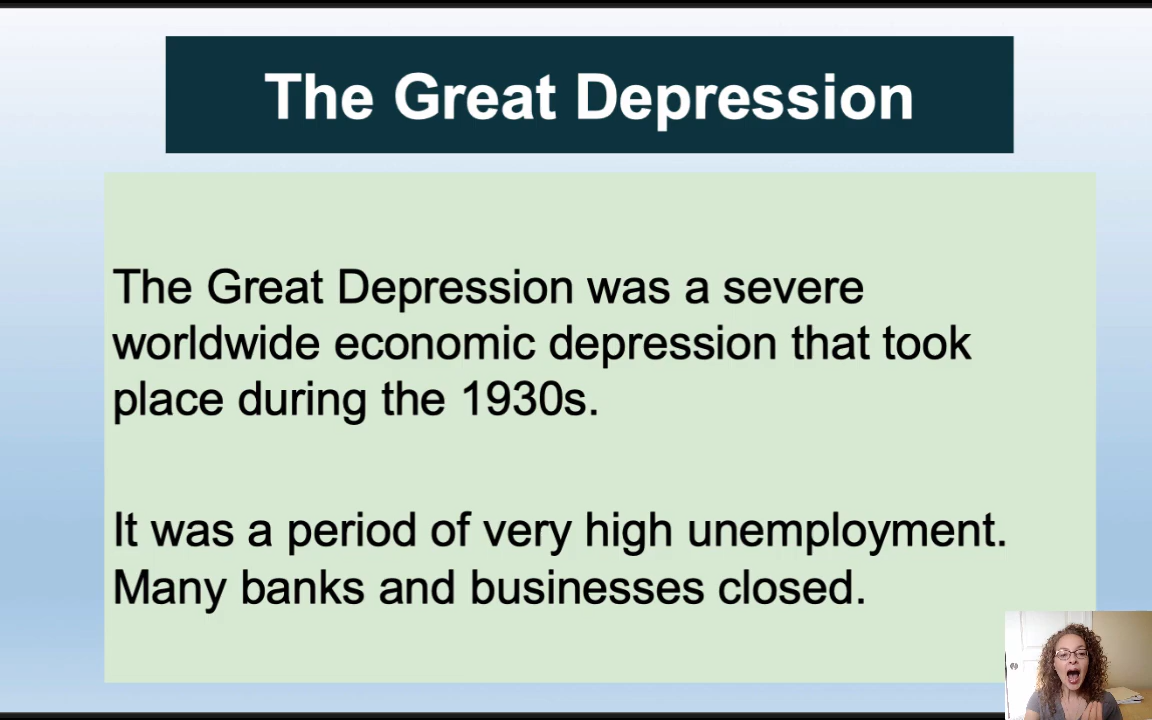 The Great Depression
The Great Depression was a severe
worldwide economic depression that took
place during the 1930s.
It was a period of very high unemployment.
Many banks and businesses closed.